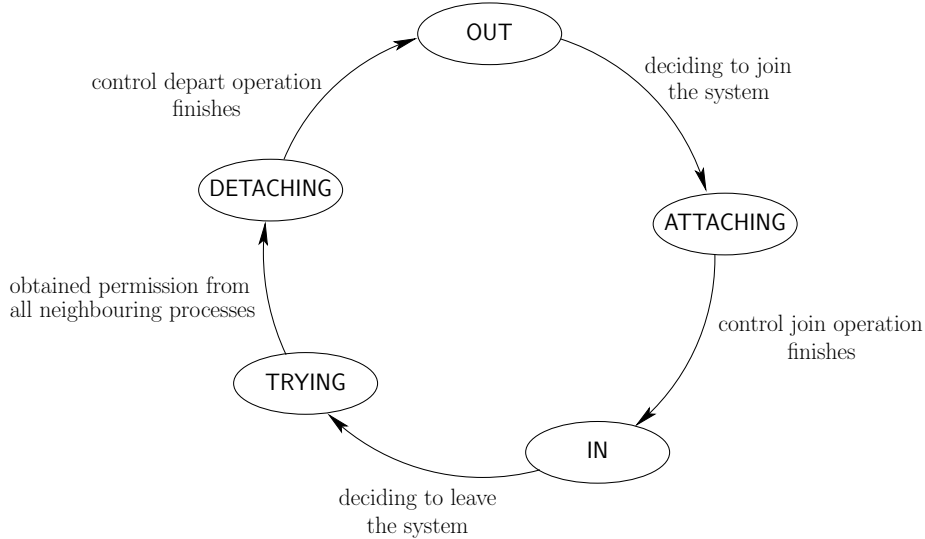 OUT
deciding to join
the system
control depart operation
finishes
DETACHING
ATTACHING
obtained permission from
all neighbouring processes
control join operation
finishes
TRYING
IN
deciding to leave
the system